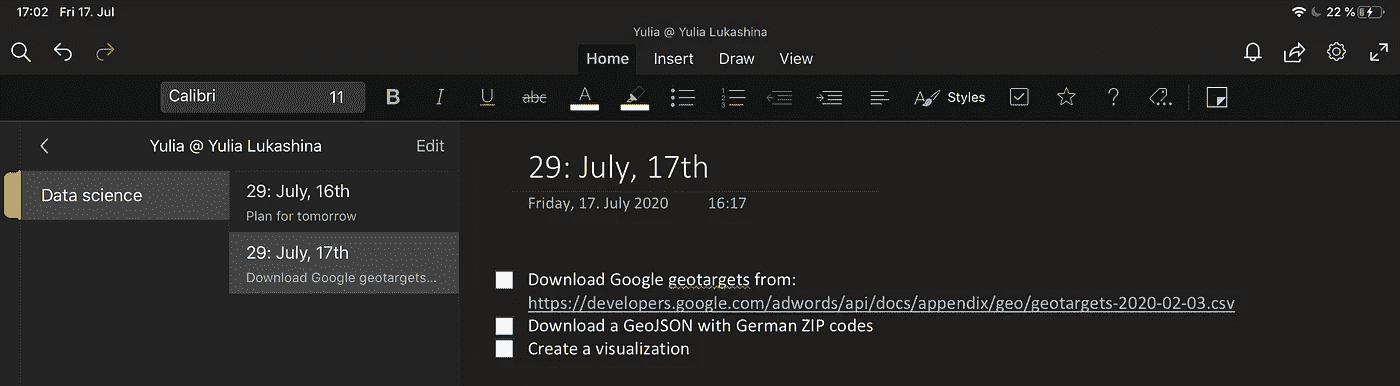 17:02 Fri 17. Jul
22 %
Yulia @ Yulia Lukashina
Home Insert Draw View
Calibri 11 B I U abc A A Styles ?
1
2
3
Yulia @ Yulia Lukashina Edit
Data science
29: July, 16th
Plan for tomorrow
29: July, 17th
Download Google geotargets...
29: July, 17th
Friday, 17. July 2020 16:17
Download Google geotargets from:
https://developers.google.com/adwords/api/docs/appendix/geo/geotargets-2020-02-03.csv
Download a GeoJSON with German ZIP codes
Create a visualization